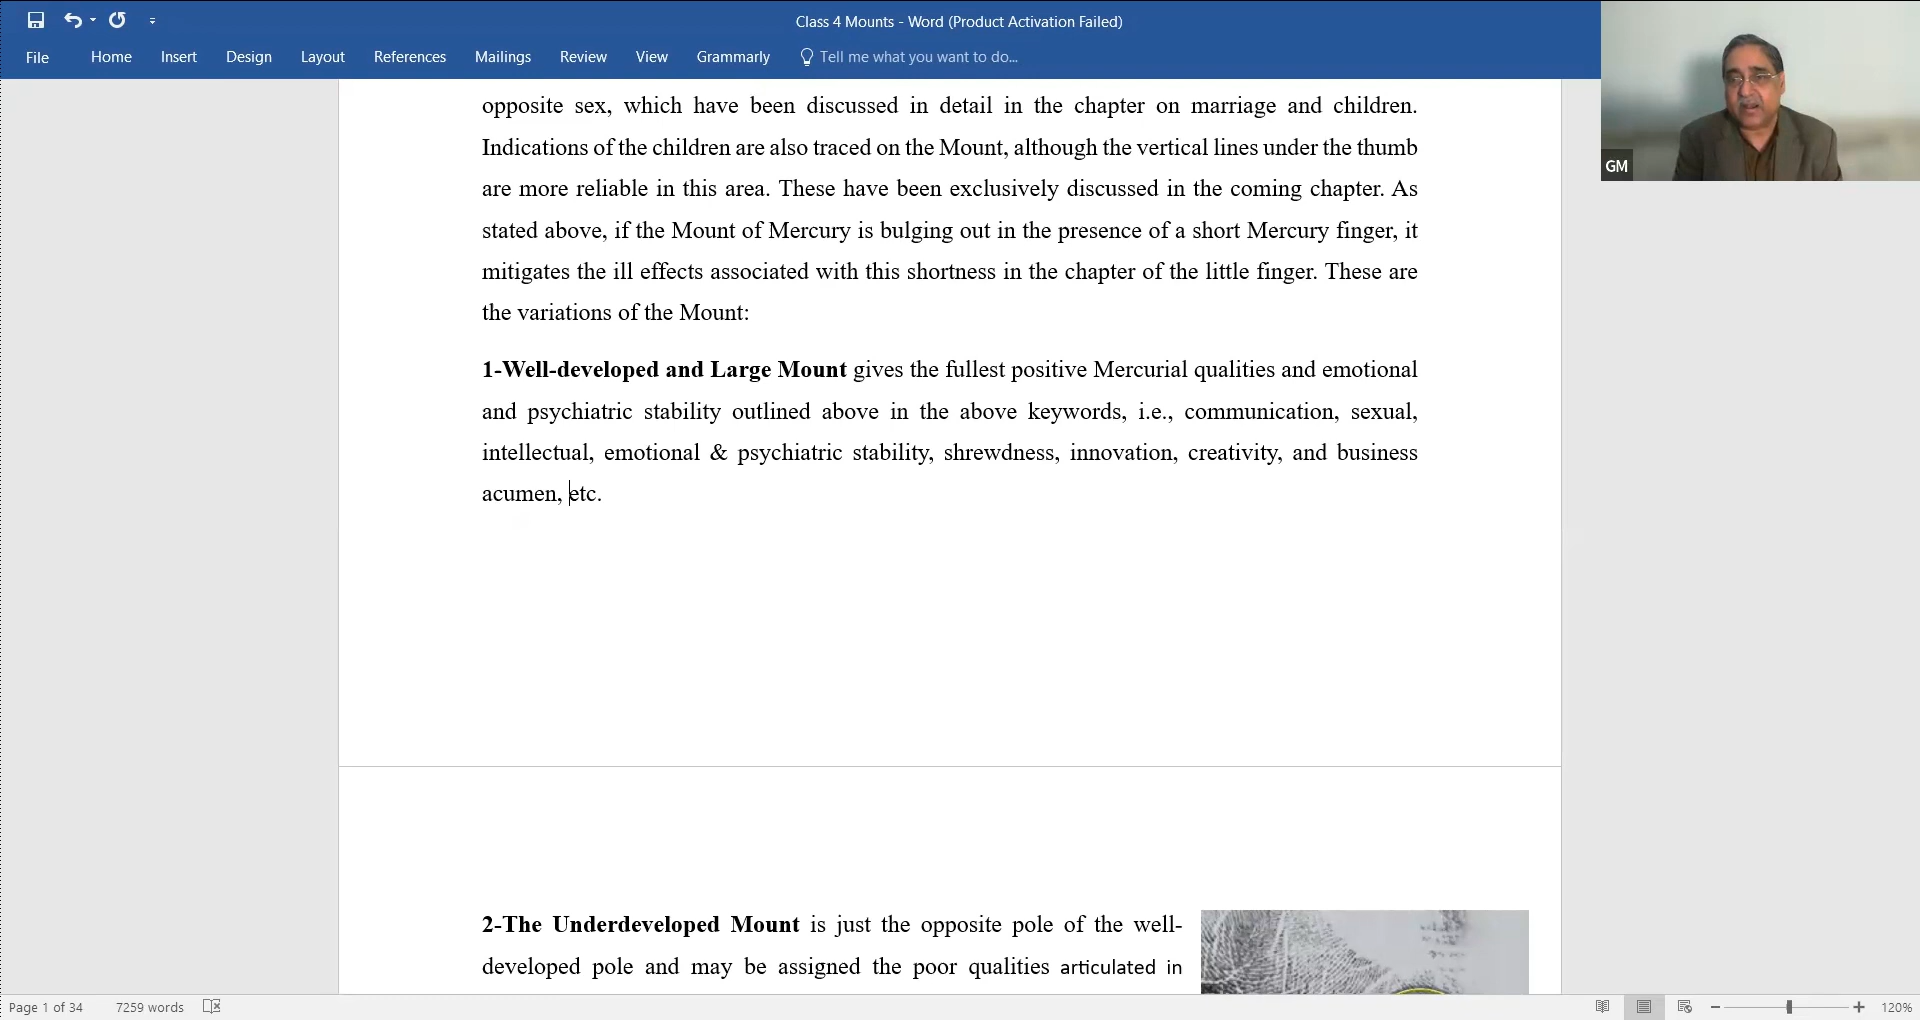 Class 4 Mounts - Word (Product Activation Failed)
File Home Insert Design Layout References Mailings Review View Grammarly Tell me what you want to do...
GM
opposite sex, which have been discussed in detail in the chapter on marriage and children.
Indications of the children are also traced on the Mount, although the vertical lines under the thumb
are more reliable in this area. These have been exclusively discussed in the coming chapter. As
stated above, if the Mount of Mercury is bulging out in the presence of a short Mercury finger, it
mitigates the ill effects associated with this shortness in the chapter of the little finger. These are
the variations of the Mount:
1-Well-developed and Large Mount gives the fullest positive Mercurial qualities and emotional
and psychiatric stability outlined above in the above keywords, i.e., communication, sexual,
intellectual, emotional & psychiatric stability, shrewdness, innovation, creativity, and business
acumen, etc.
2-The Underdeveloped Mount is just the opposite pole of the well-
developed pole and may be assigned the poor qualities articulated in
Page 1 of 34 7259 words 120%